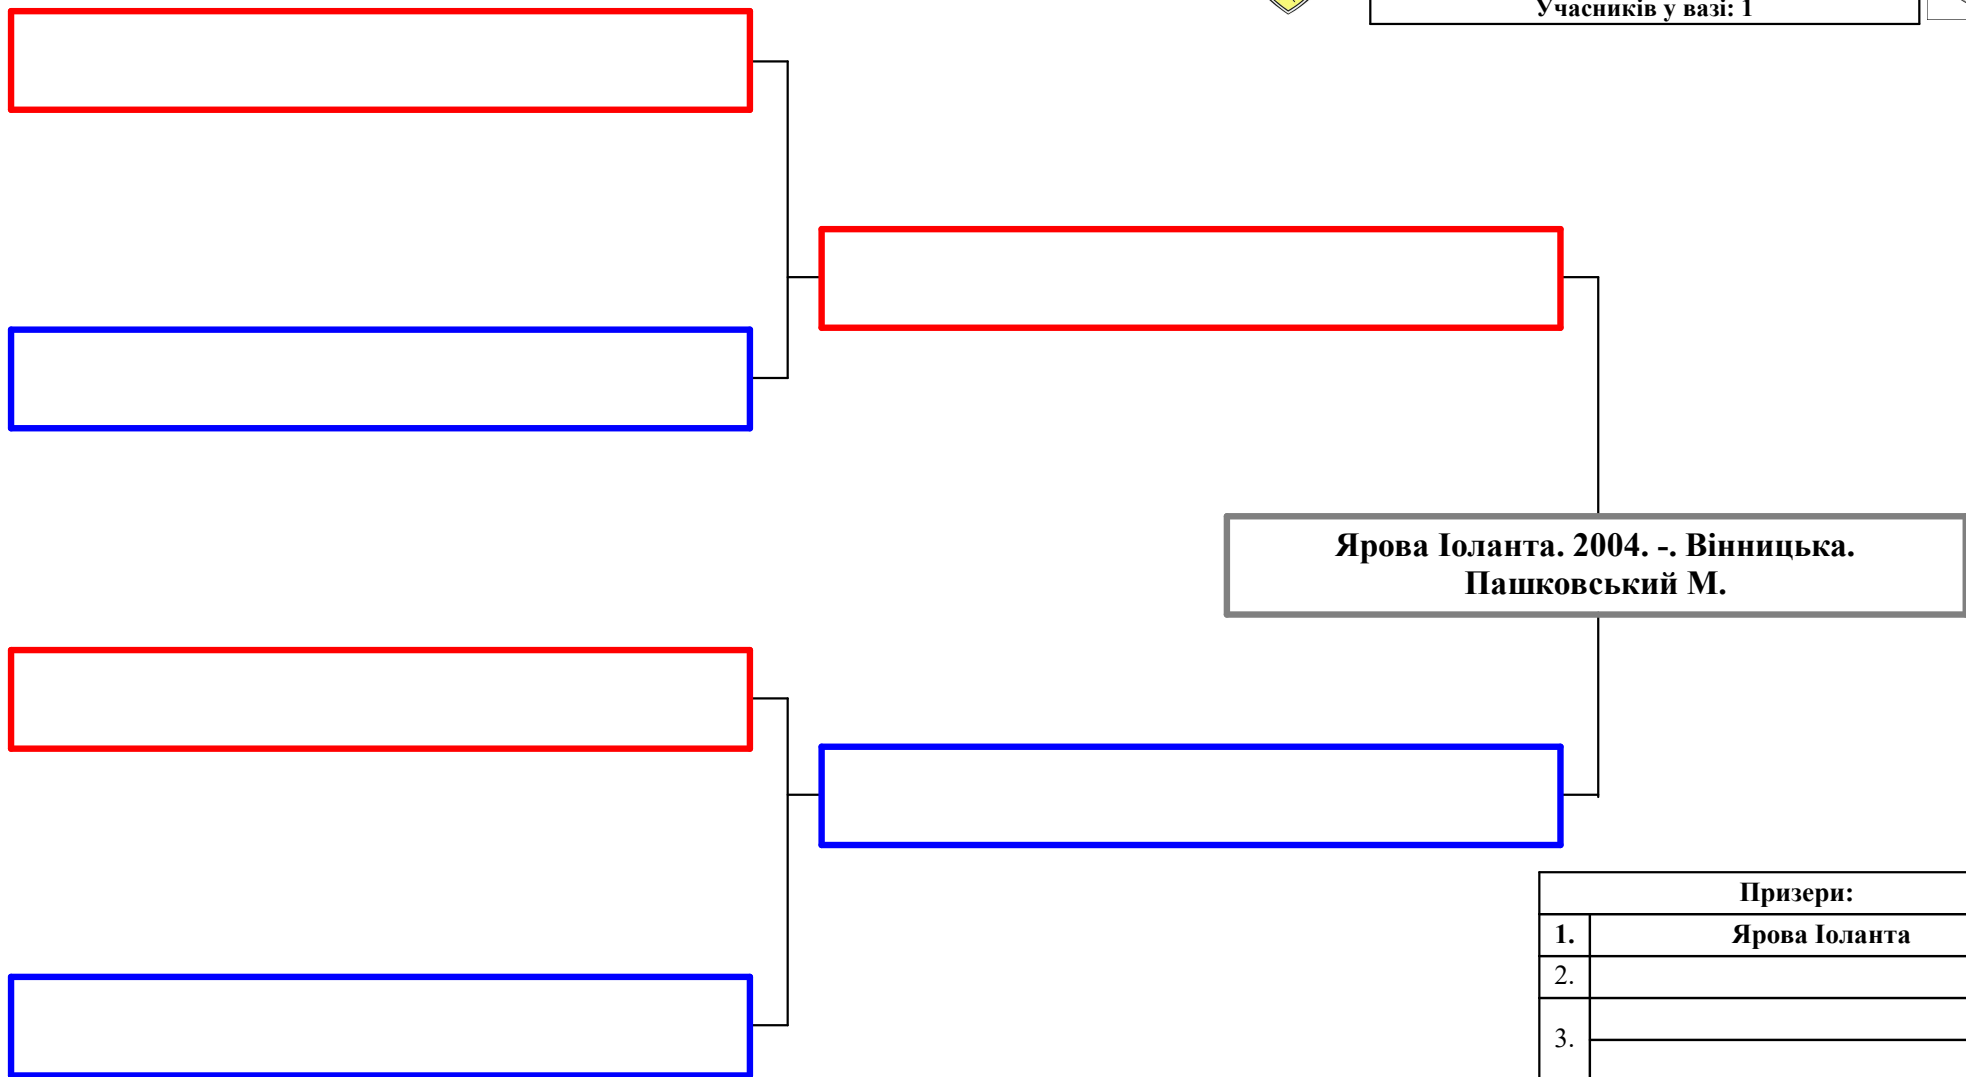 Учасників у вазі: 1
Ярова Іоланта. 2004. -. Вінницька.
Пашковський М.
Призери:
1. Ярова Іоланта
2.
3.